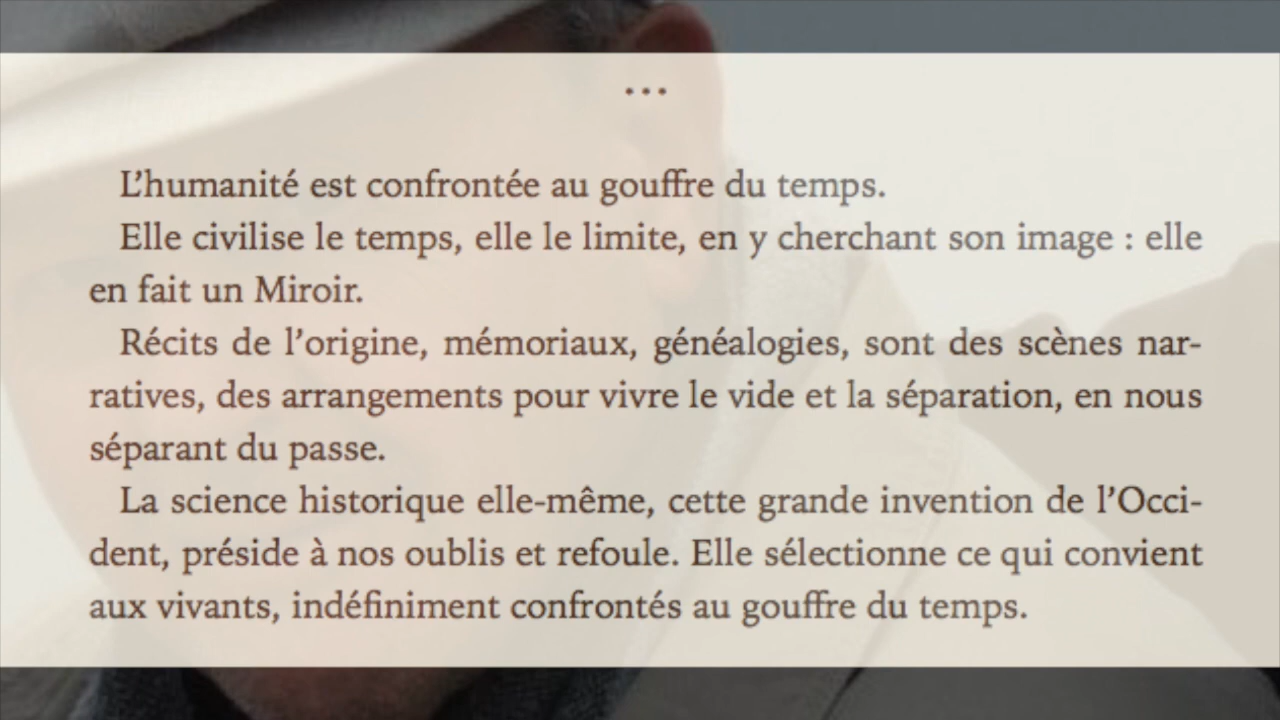 ...
L'humanité est confrontée au gouffre du temps.
Elle civilise le temps, elle le limite, en y cherchant son image : elle
en fait un Miroir.
Récits de l'origine, mémoriaux, généalogies, sont des scènes nar-
ratives, des arrangements pour vivre le vide et la séparation, en nous
séparant du passe.
La science historique elle-même, cette grande invention de l'Occi-
dent, préside à nos oublis et refoule. Elle sélectionne ce qui convient
aux vivants, indéfiniment confrontés au gouffre du temps.